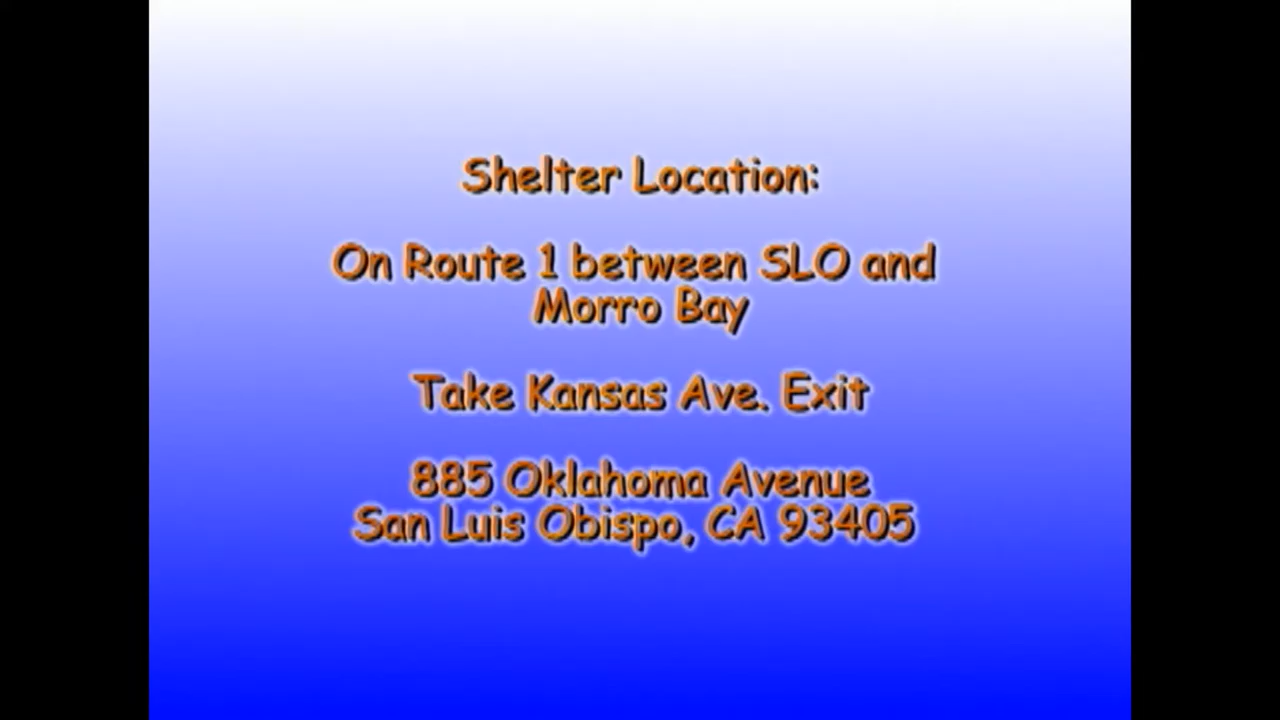 Shelter Location:
On Route 1 between SLO and
Morro Bay
Take Kansas Ave. Exit
885 Oklahoma Avenue
San Luis Obispo, CA 93405